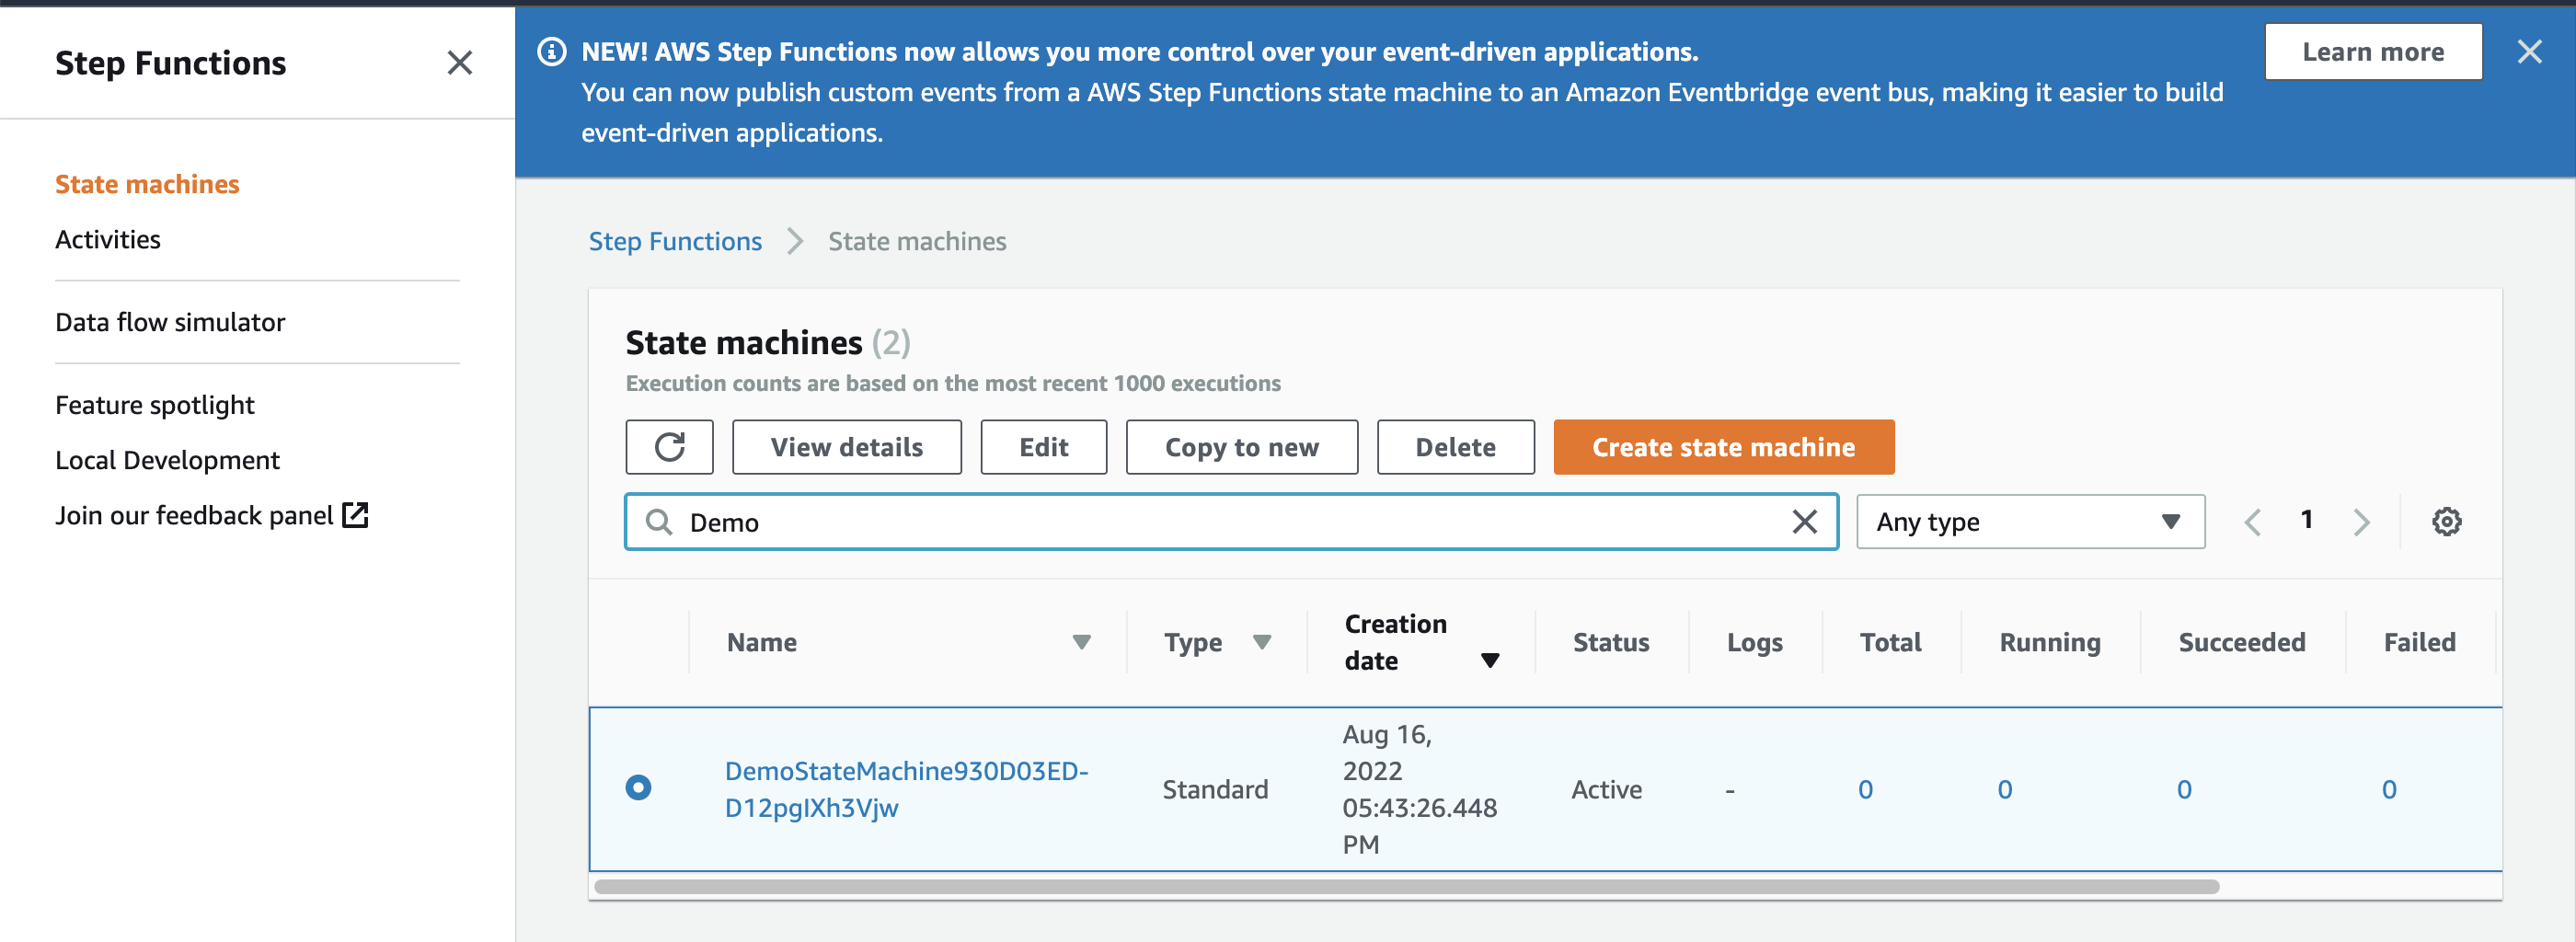 Step Functions
State machines
Activities
Data flow simulator
Feature spotlight
Local Development
Join our feedback panel
NEW! AWS Step Functions now allows you more control over your event-driven applications.
You can now publish custom events from a AWS Step Functions state machine to an Amazon Eventbridge event bus, making it easier to build
event-driven applications.
Learn more
Step Functions State machines
State machines (2)
Execution counts are based on the most recent 1000 executions
View details Edit Copy to new Delete Create state machine
Demo Any type 1
Name Type Creation date Status Logs Total Running Succeeded Failed
DemoStateMachine930D03ED-
D12pgIXh3Vjw
Standard
Aug 16,
2022
05:43:26.448
PM
Active - 0 0 0 0